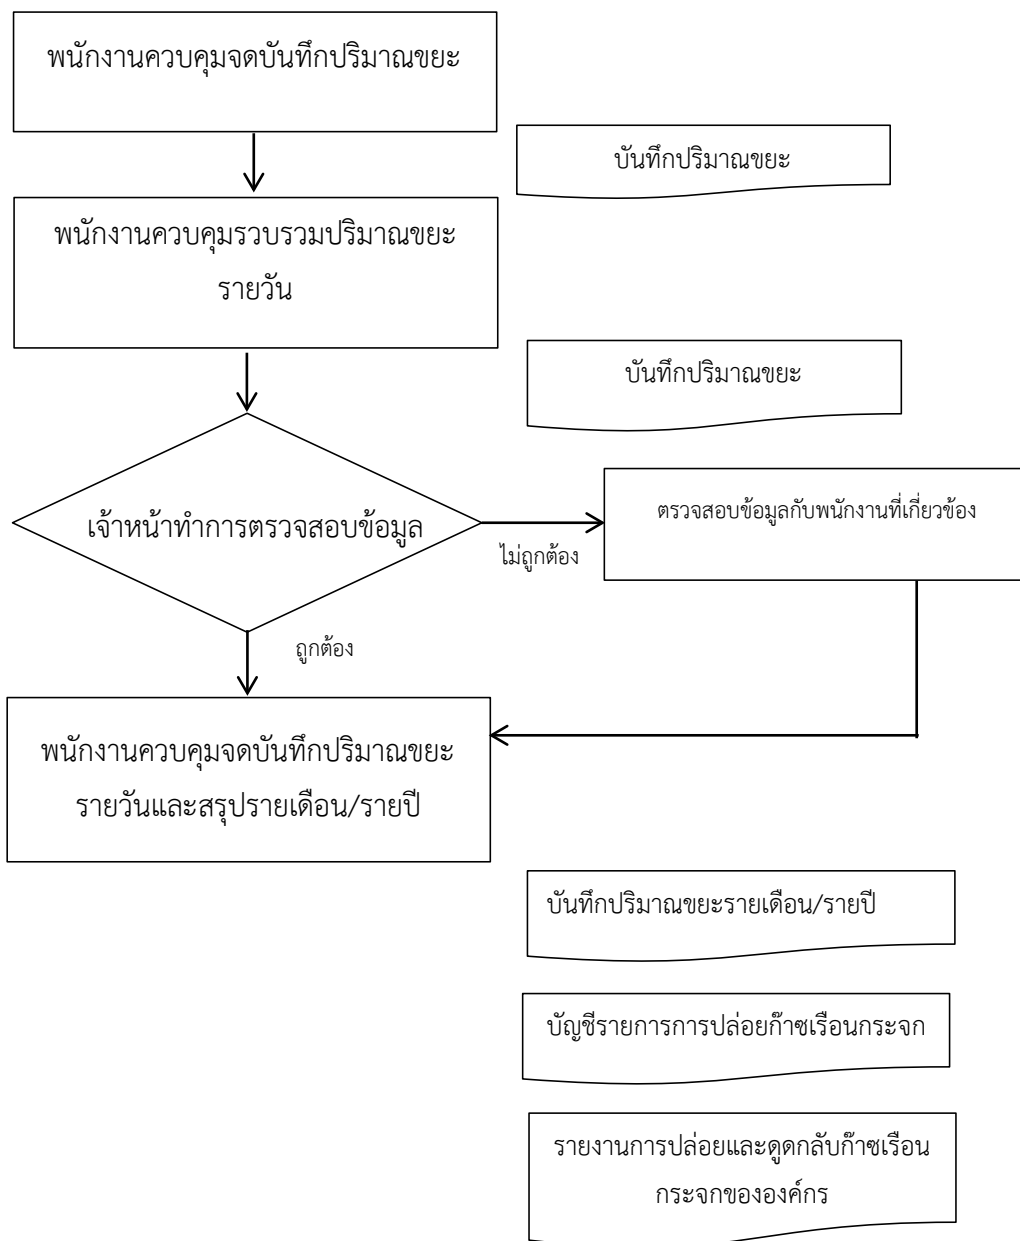 พนักงานควบคุมจดบันทึกปริมาณขยะ
บันทึกปริมาณขยะ
พนักงานควบคุมรวบรวมปริมาณขยะ
รายวัน
บันทึกปริมาณขยะ
เจ้าหน้าทำการตรวจสอบข้อมูล
ไม่ถูกต้อง
ตรวจสอบข้อมูลกับพนักงานที่เกี่ยวข้อง
ถูกต้อง
พนักงานควบคุมจดบันทึกปริมาณขยะ
รายวันและสรุปรายเดือน/รายปี
บันทึกปริมาณขยะรายเดือน/รายปี
บัญชีรายการการปล่อยก๊าซเรือนกระจก
รายงานการปล่อยและดูดกลับก๊าซเรือน
กระจกขององค์กร